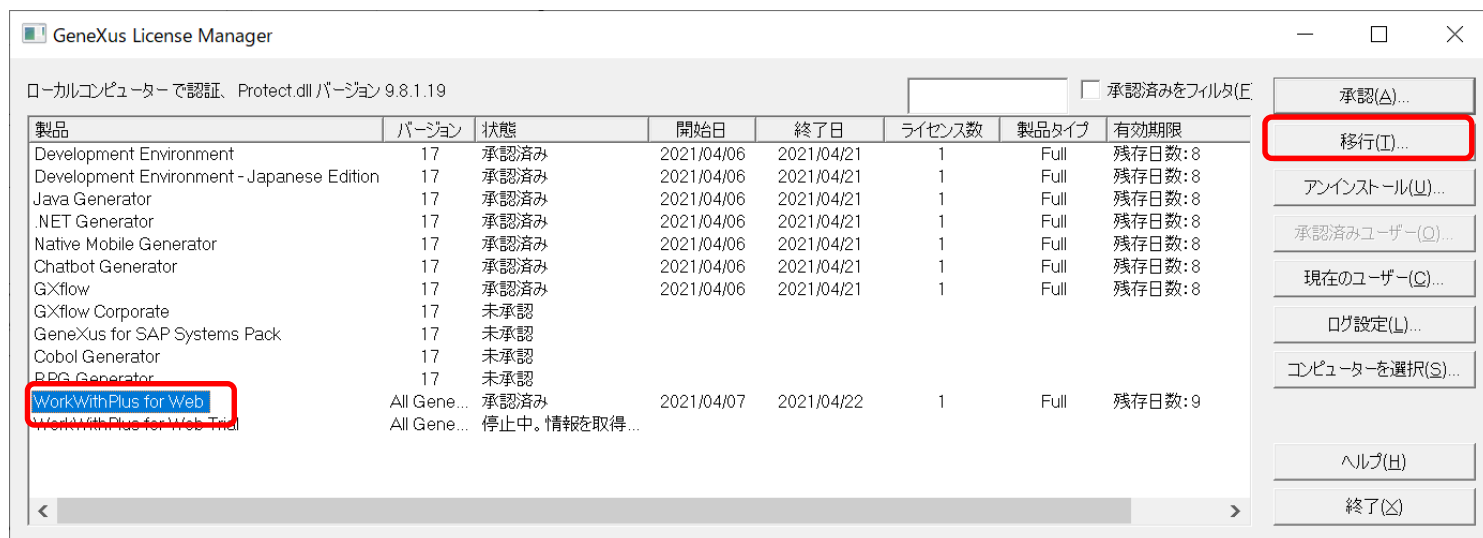 GeneXus License Manager
ローカルコンピューターで認証、Protect.dll バージョン 9.8.1.19
承認済みをフィルタ(F
承認(A)...
製品 バージョン 状態 開始日 終了日 ライセンス数 製品タイプ 有効期限
移行(T)...
Development Environment 17 承認済み 2021/04/06 2021/04/21 1 Full 残存日数:8
Development Environment - Japanese Edition 17 承認済み 2021/04/06 2021/04/21 1 Full 残存日数:8
アンインストール(U)...
Java Generator 17 承認済み 2021/04/06 2021/04/21 1 Full 残存日数:8
.NET Generator 17 承認済み 2021/04/06 2021/04/21 1 Full 残存日数:8
承認済みユーザー(O)...
Native Mobile Generator 17 承認済み 2021/04/06 2021/04/21 1 Full 残存日数:8
Chatbot Generator 17 承認済み 2021/04/06 2021/04/21 1 Full 残存日数:8
現在のユーザー(C)...
GXflow 17 承認済み 2021/04/06 2021/04/21 1 Full 残存日数:8
GXflow Corporate 17 未承認
ログ設定(L)...
GeneXus for SAP Systems Pack 17 未承認
Cobol Generator 17 未承認
コンピューターを選択(S)...
RPG Generator 17 未承認
WorkWithPlus for Web All Gene... 承認済み 2021/04/07 2021/04/22 1 Full 残存日数:9
WorkWithPlus for Web Trial All Gene... 停止中。情報を取得...
ヘルプ(H)
終了(X)